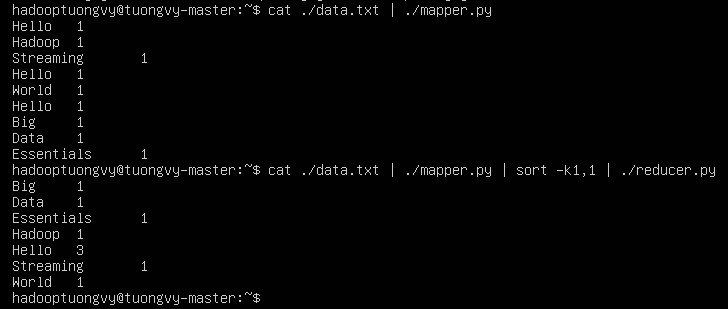 hadooptuongvy@tuongvy-master:~$ cat ./data.txt | ./mapper.py
Hello	1
Hadoop	1
Streaming	1
Hello	1
World	1
Hello	1
Big	1
Data	1
Essentials	1
hadooptuongvy@tuongvy-master:~$ cat ./data.txt | ./mapper.py | sort -k1,1 | ./reducer.py
Big	1
Data	1
Essentials	1
Hadoop	1
Hello	3
Streaming	1
World	1
hadooptuongvy@tuongvy-master:~$